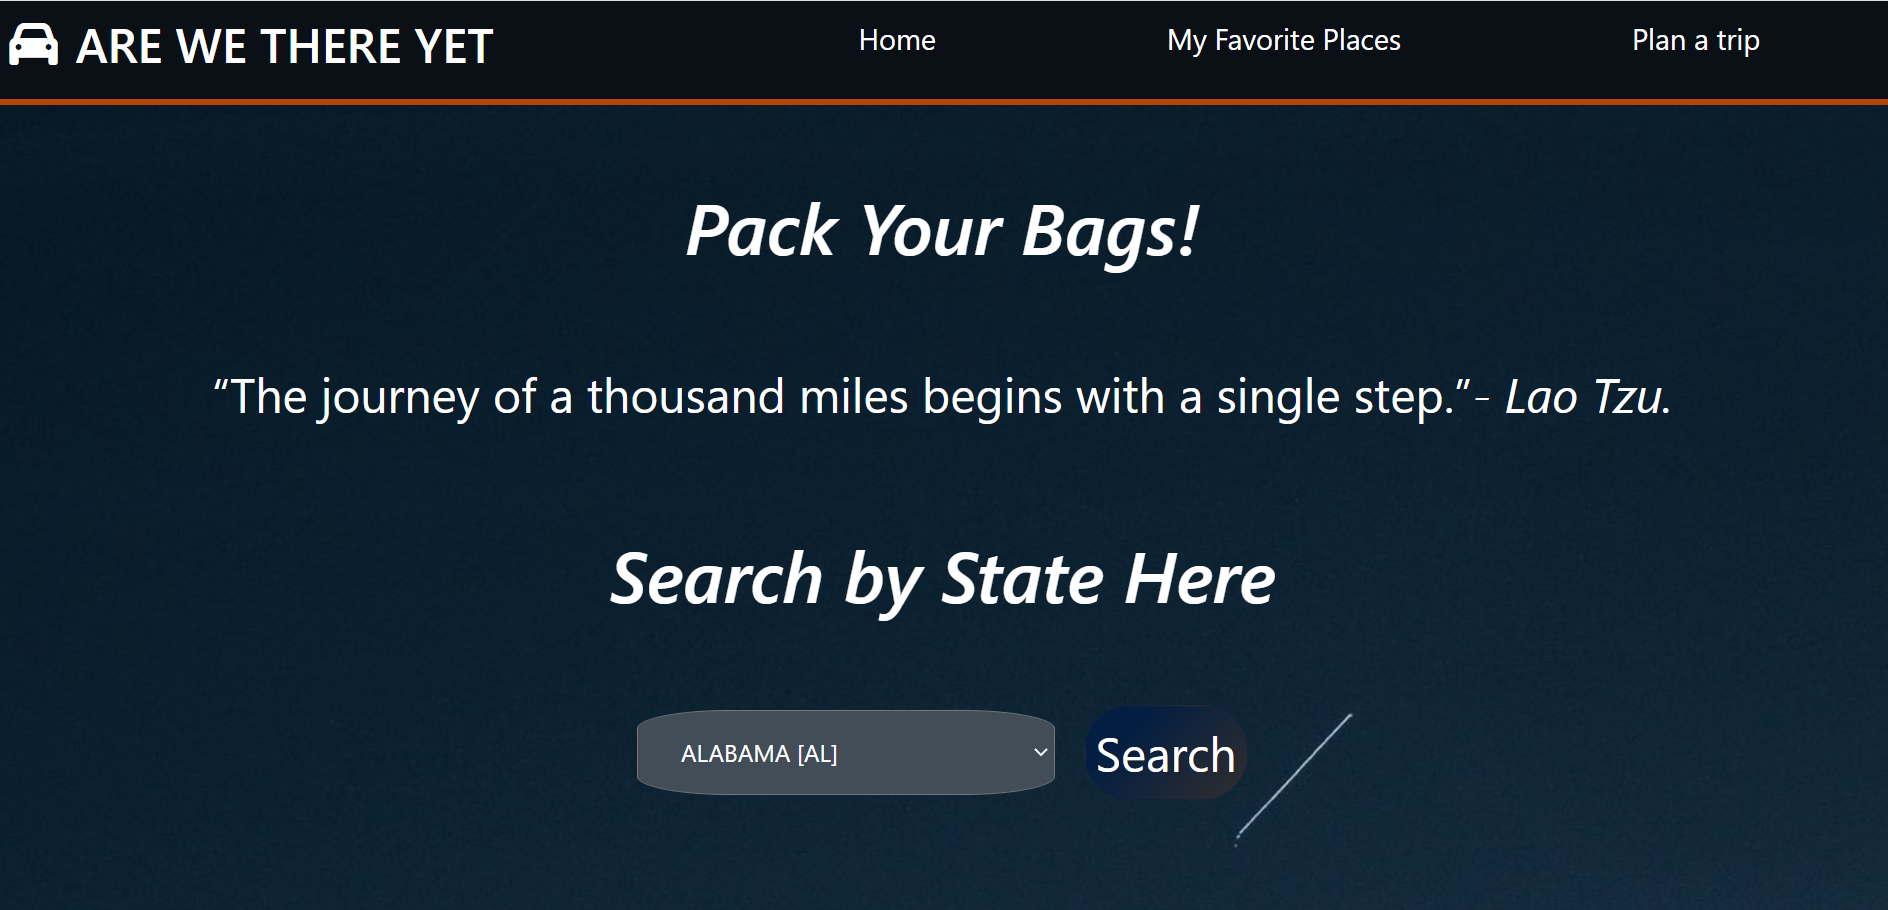 ARE WE THERE YET
Home
My Favorite Places
Plan a trip
Pack Your Bags!
“The journey of a thousand miles begins with a single step.”- Lao Tzu.
Search by State Here
ALABAMA [AL]
Search